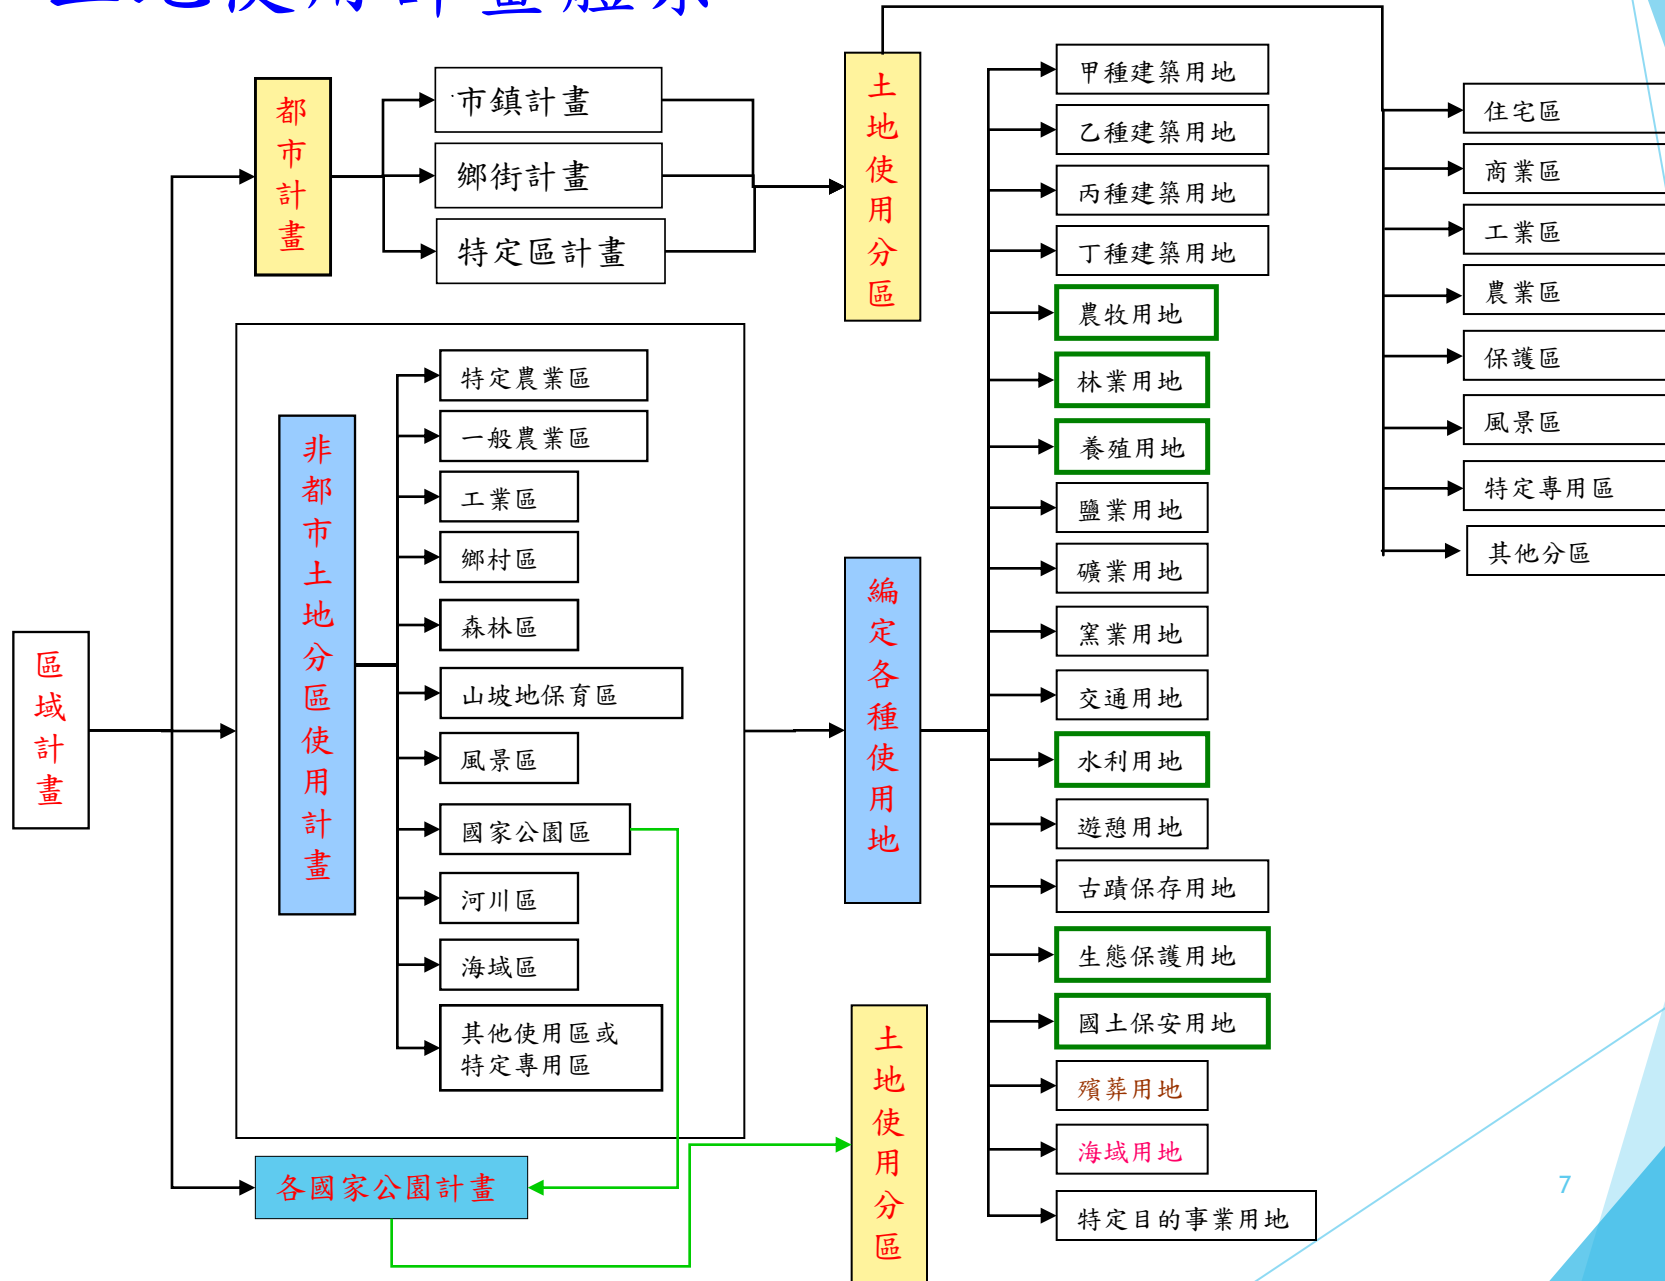 土地使用計畫體系
區域計畫
都市計畫
市鎮計畫
鄉街計畫
特定區計畫
土地使用分區
住宅區
商業區
工業區
農業區
保護區
風景區
特定專用區
其他分區
非都市土地分區使用計畫
特定農業區
一般農業區
工業區
鄉村區
森林區
山坡地保育區
風景區
國家公園區
河川區
海域區
其他使用區或
特定專用區
編定各種使用地
甲種建築用地
乙種建築用地
丙種建築用地
丁種建築用地
農牧用地
林業用地
養殖用地
鹽業用地
礦業用地
窯業用地
交通用地
水利用地
遊憩用地
古蹟保存用地
生態保護用地
國土保安用地
殯葬用地
海域用地
特定目的事業用地
各國家公園計畫
土地使用分區
7